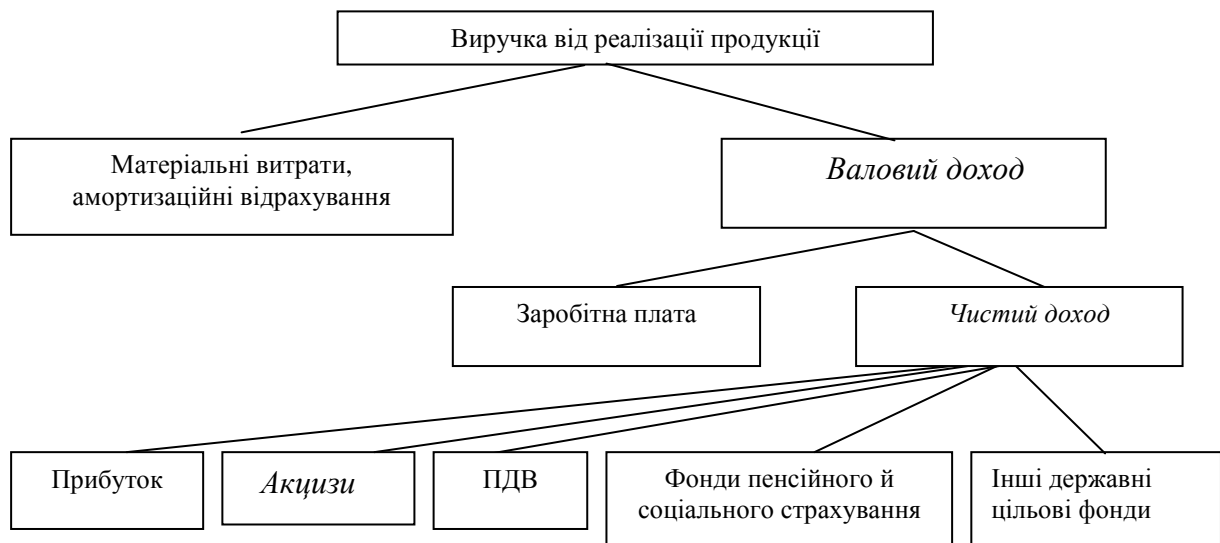 Виручка від реалізації продукції
Матеріальні витрати,
амортизаційні відрахування
Валовий доход
Заробітна плата
Чистий доход
Прибуток
Акцизи
ПДВ
Фонди пенсійного й
соціального страхування
Інші державні
цільові фонди